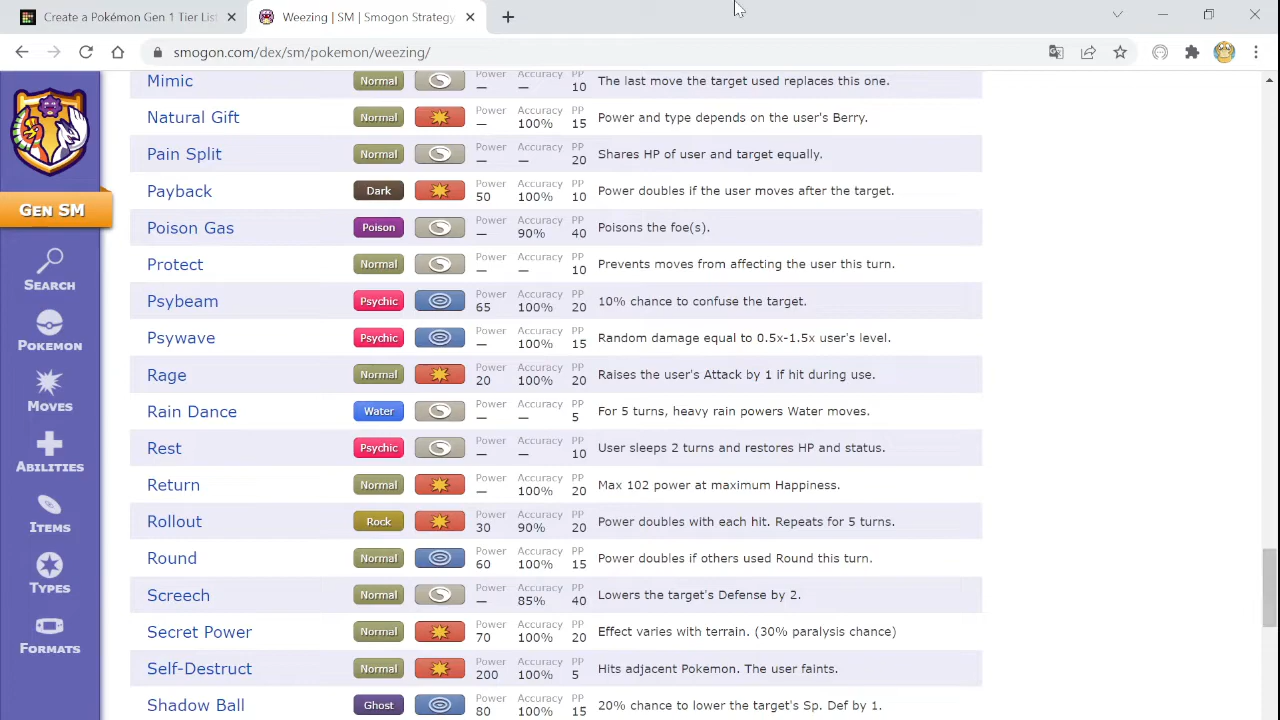 Create a Pokémon Gen 1 Tier List
Weezing | SM | Smogon Strategy
smogon.com/dex/sm/pokemon/weezing/
Gen SM
Search
Pokemon
Moves
Abilities
Items
Types
Formats
Mimic Normal Power — Accuracy — PP 10 The last move the target used replaces this one.
Natural Gift Normal Power — Accuracy 100% PP 15 Power and type depends on the user's Berry.
Pain Split Normal Power — Accuracy — PP 20 Shares HP of user and target equally.
Payback Dark Power 50 Accuracy 100% PP 10 Power doubles if the user moves after the target.
Poison Gas Poison Power — Accuracy 90% PP 40 Poisons the foe(s).
Protect Normal Power — Accuracy — PP 10 Prevents moves from affecting the user this turn.
Psybeam Psychic Power 65 Accuracy 100% PP 20 10% chance to confuse the target.
Psywave Psychic Power — Accuracy 100% PP 15 Random damage equal to 0.5x-1.5x user's level.
Rage Normal Power 20 Accuracy 100% PP 20 Raises the user's Attack by 1 if hit during use.
Rain Dance Water Power — Accuracy — PP 5 For 5 turns, heavy rain powers Water moves.
Rest Psychic Power — Accuracy — PP 10 User sleeps 2 turns and restores HP and status.
Return Normal Power — Accuracy 100% PP 20 Max 102 power at maximum Happiness.
Rollout Rock Power 30 Accuracy 90% PP 20 Power doubles with each hit. Repeats for 5 turns.
Round Normal Power 60 Accuracy 100% PP 15 Power doubles if others used Round this turn.
Screech Normal Power — Accuracy 85% PP 40 Lowers the target's Defense by 2.
Secret Power Normal Power 70 Accuracy 100% PP 20 Effect varies with terrain. (30% paralysis chance)
Self-Destruct Normal Power 200 Accuracy 100% PP 5 Hits adjacent Pokemon. The user faints.
Shadow Ball Ghost Power 80 Accuracy 100% PP 15 20% chance to lower the target's Sp. Def by 1.